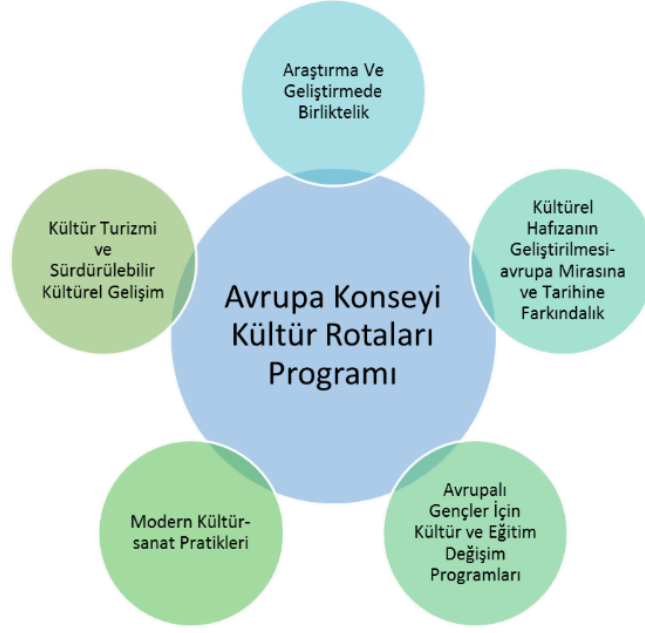 Araştırma Ve
Geliştirmede
Birliktelik
Kültür Turizmi
ve
Sürdürülebilir
Kültürel Gelişim
Kültürel
Hafızanın
Geliştirilmesi-
avrupa Mirasına
ve Tarihine
Farkındalık
Avrupa Konseyi
Kültür Rotaları
Programı
Modern Kültür-
sanat Pratikleri
Avrupalı
Gençler İçin
Kültür ve Eğitim
Değişim
Programları